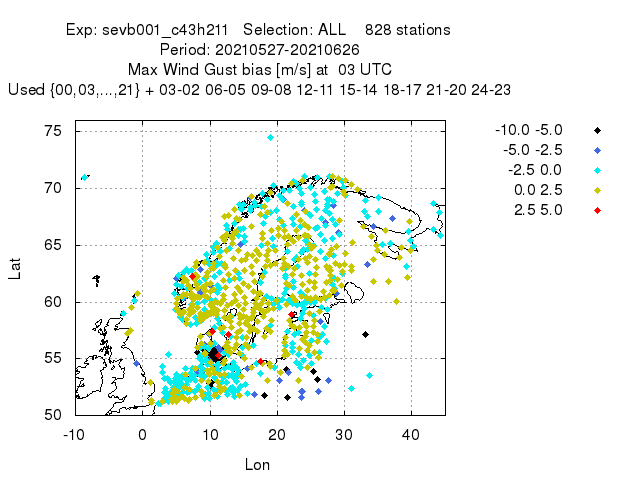 Exp: sevb001_c43h211   Selection: ALL    828 stations
Period: 20210527-20210626
Max Wind Gust bias [m/s] at  03 UTC
Used {00,03,...,21} + 03-02 06-05 09-08 12-11 15-14 18-17 21-20 24-23
-10.0 -5.0
-5.0 -2.5
-2.5 0.0
0.0 2.5
2.5 5.0
75
70
65
60
55
50
Lat
-10 0 10 20 30 40
Lon